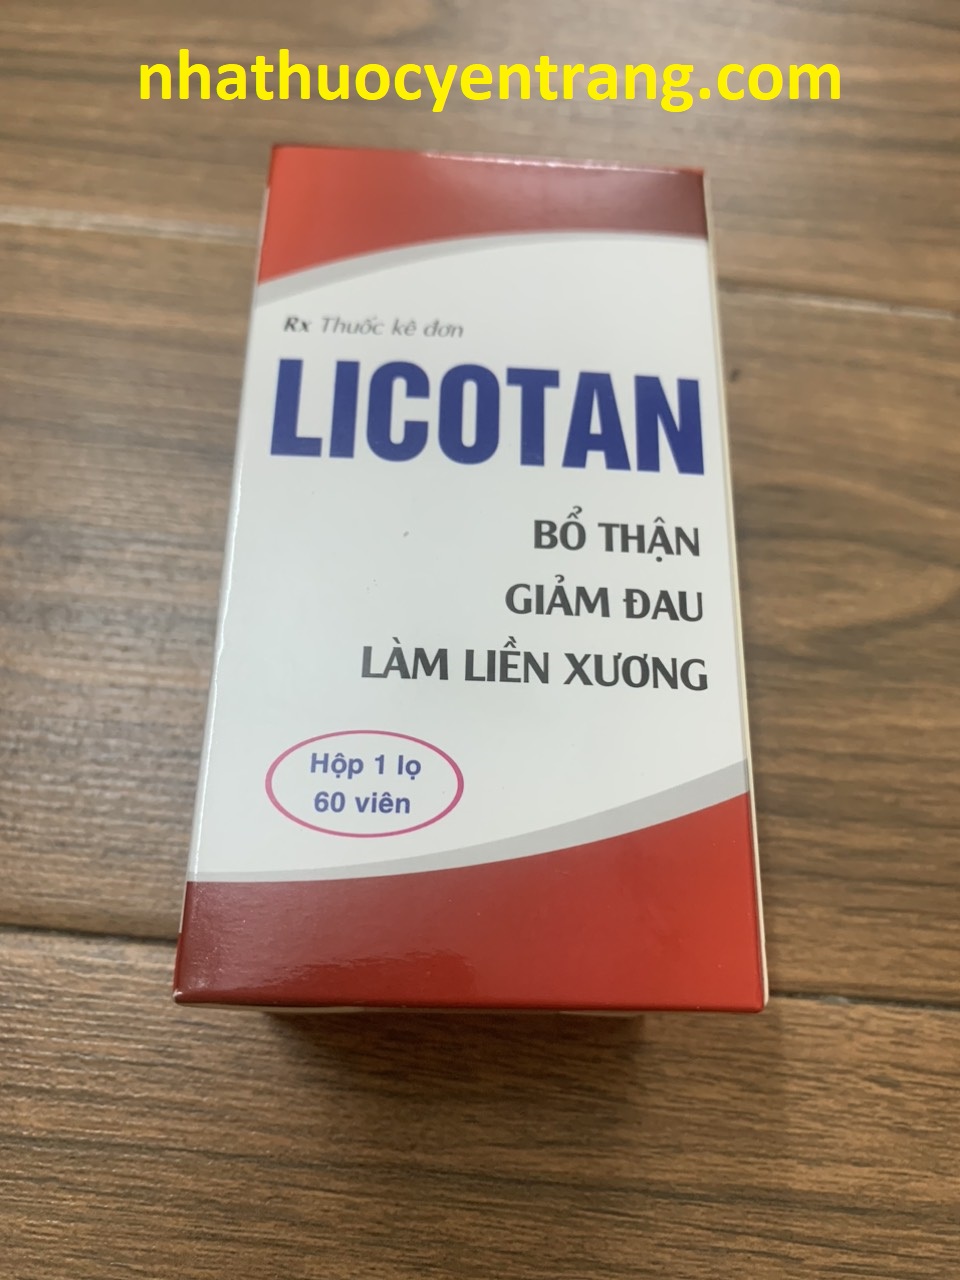 nhathuocyentrang.com
Rx Thuốc kê đơn
LICOTAN
BỔ THẬN
GIẢM ĐAU
LÀM LIỀN XƯƠNG
Hộp 1 lọ
60 viên